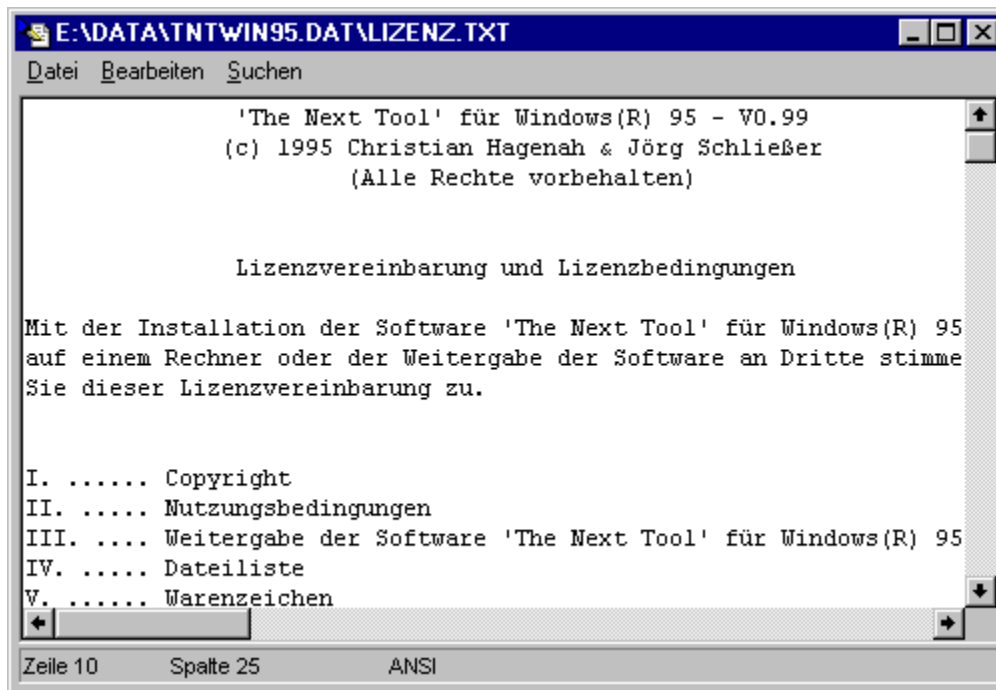 E:\DATA\TNTWIN95.DAT\LIZENZ.TXT
Datei Bearbeiten Suchen
'The Next Tool' für Windows(R) 95 - V0.99
(c) 1995 Christian Hagenah & Jörg Schließer
(Alle Rechte vorbehalten)
Lizenzvereinbarung und Lizenzbedingungen
Mit der Installation der Software 'The Next Tool' für Windows(R) 95
auf einem Rechner oder der Weitergabe der Software an Dritte stimme
Sie dieser Lizenzvereinbarung zu.
I. ...... Copyright
II. ..... Nutzungsbedingungen
III. .... Weitergabe der Software 'The Next Tool' für Windows(R) 95
IV. ..... Dateiliste
V. ...... Warenzeichen
Zeile 10 Spalte 25 ANSI